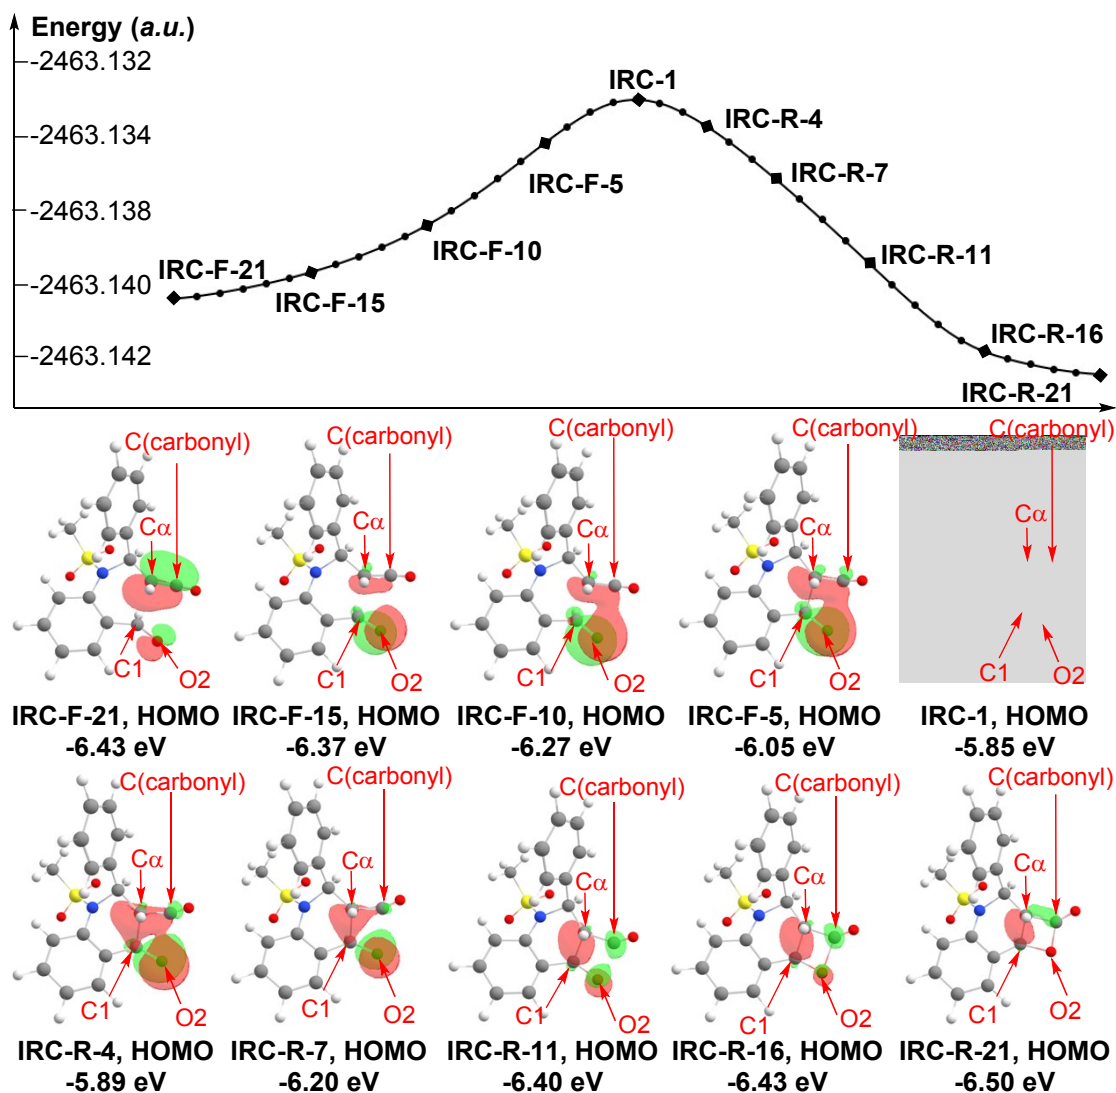 Energy (a.u.)
-2463.132
-2463.134
-2463.138
-2463.140
-2463.142
IRC-1
IRC-R-4
IRC-F-5
IRC-R-7
IRC-F-10
IRC-R-11
IRC-F-21
IRC-F-15
IRC-R-16
IRC-R-21
C(carbonyl) C(carbonyl) C(carbonyl) C(carbonyl) C(carbonyl)
Cα Cα Cα Cα Cα
C1 O2 C1 O2 C1 O2 C1 O2 C1 O2
IRC-F-21, HOMO IRC-F-15, HOMO IRC-F-10, HOMO IRC-F-5, HOMO IRC-1, HOMO
-6.43 eV -6.37 eV -6.27 eV -6.05 eV -5.85 eV
C(carbonyl) C(carbonyl) C(carbonyl) C(carbonyl) C(carbonyl)
Cα Cα Cα Cα Cα
C1 O2 C1 O2 C1 O2 C1 O2 C1 O2
IRC-R-4, HOMO IRC-R-7, HOMO IRC-R-11, HOMO IRC-R-16, HOMO IRC-R-21, HOMO
-5.89 eV -6.20 eV -6.40 eV -6.43 eV -6.50 eV